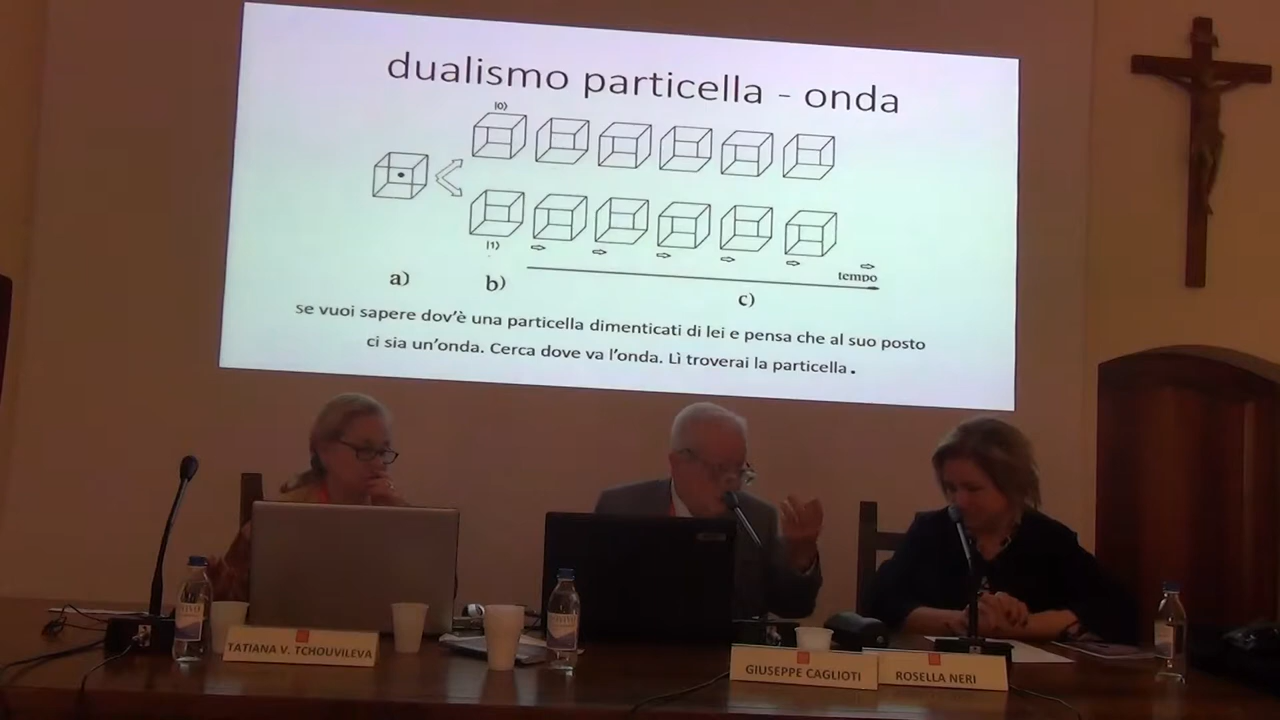 dualismo particella - onda
|0⟩
|1⟩
tempo
a)
b)
c)
se vuoi sapere dov'è una particella dimenticati di lei e pensa che al suo posto
ci sia un'onda. Cerca dove va l'onda. Lì troverai la particella.
TATIANA V. TCHOUVILEVA
GIUSEPPE CAGLIOTI
ROSELLA NERI